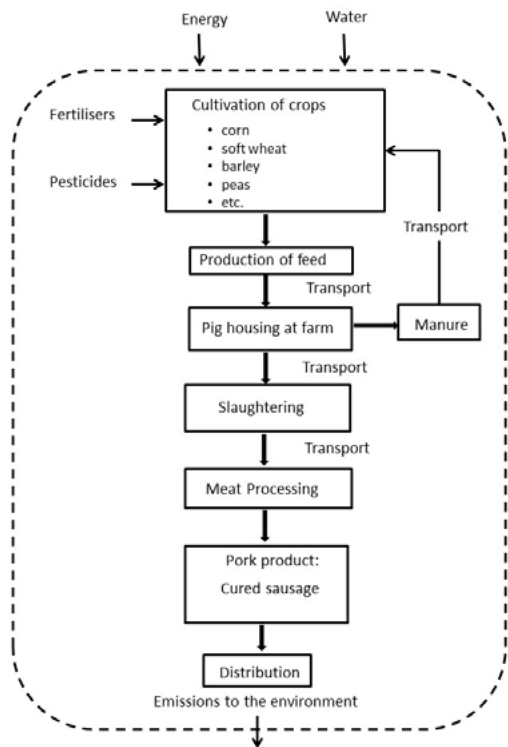 Energy
Water
Fertilisers
Pesticides
Cultivation of crops
• corn
• soft wheat
• barley
• peas
• etc.
Transport
Production of feed
Transport
Pig housing at farm
Manure
Transport
Slaughtering
Transport
Meat Processing
Pork product:
Cured sausage
Distribution
Emissions to the environment